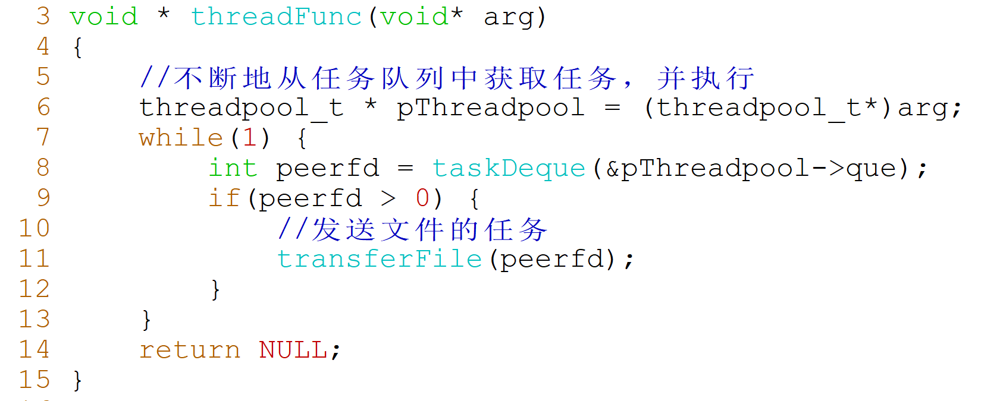 3 void * threadFunc(void* arg)
4 {
5     //不断地从任务队列中获取任务，并执行
6     threadpool_t * pThreadpool = (threadpool_t*)arg;
7     while(1) {
8         int peerfd = taskDeque(&pThreadpool->que);
9         if(peerfd > 0) {
10             //发送文件的任务
11             transferFile(peerfd);
12         }
13     }
14     return NULL;
15 }